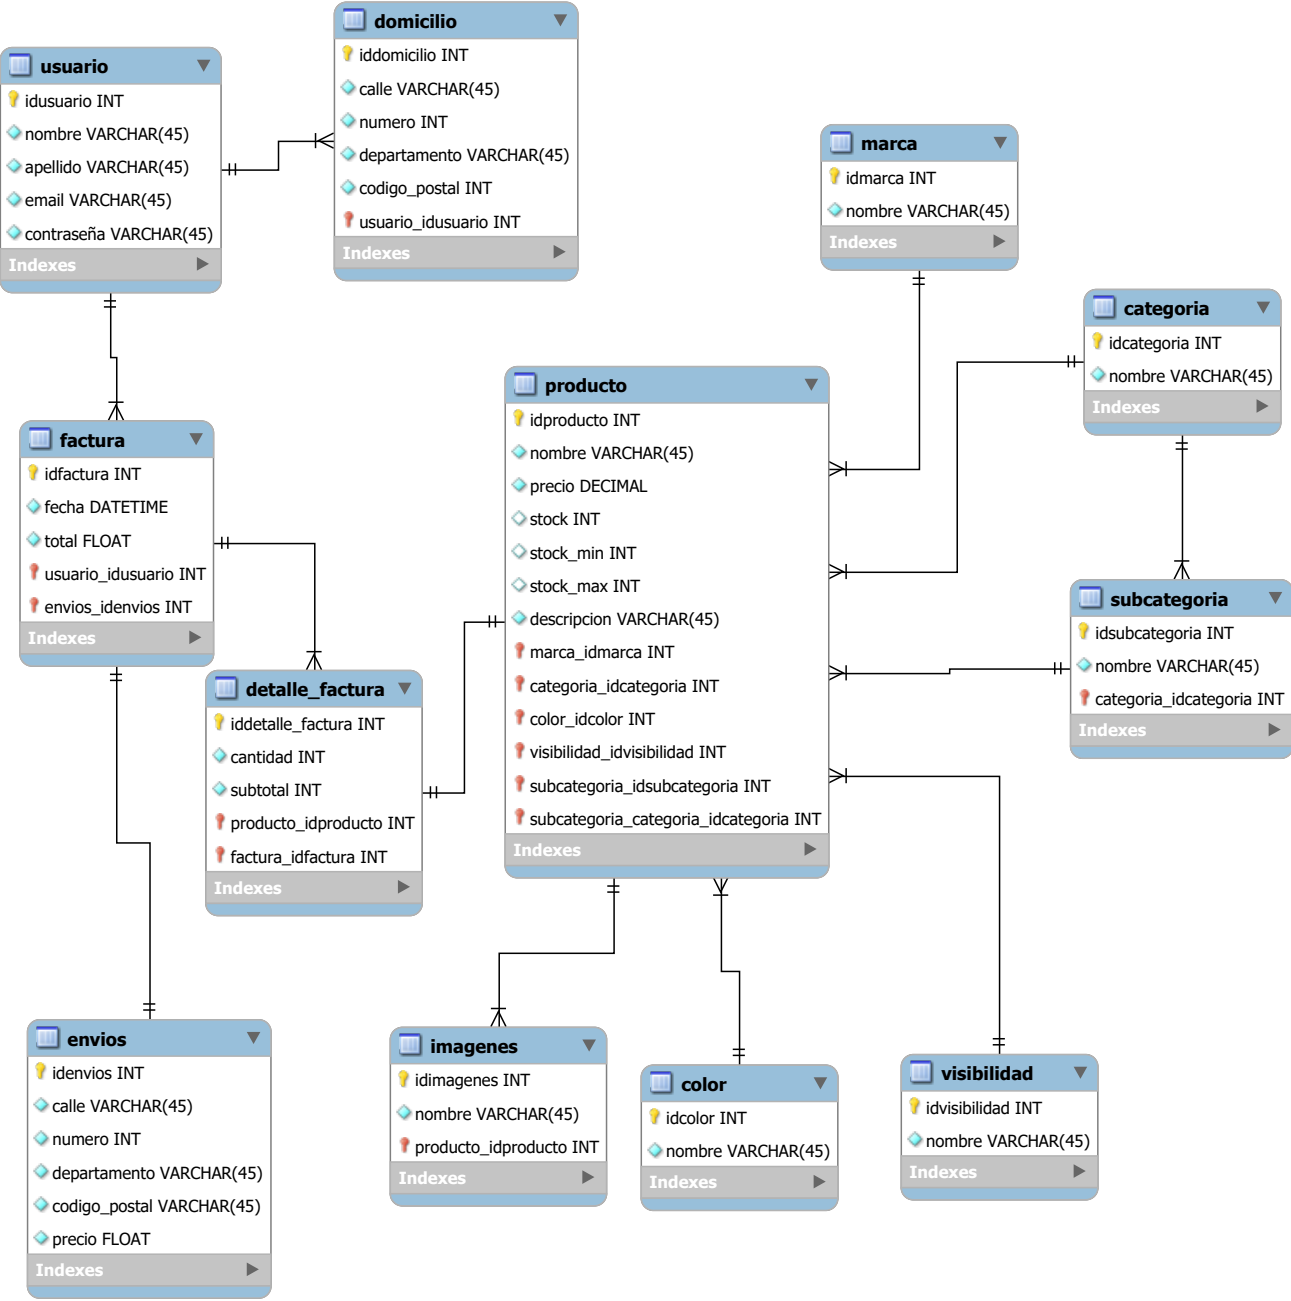 domicilio
iddomicilio INT
calle VARCHAR(45)
numero INT
departamento VARCHAR(45)
codigo_postal INT
usuario_idusuario INT
Indexes
usuario
idusuario INT
nombre VARCHAR(45)
apellido VARCHAR(45)
email VARCHAR(45)
contraseña VARCHAR(45)
Indexes
marca
idmarca INT
nombre VARCHAR(45)
Indexes
categoria
idcategoria INT
nombre VARCHAR(45)
Indexes
producto
idproducto INT
nombre VARCHAR(45)
precio DECIMAL
stock INT
stock_min INT
stock_max INT
descripcion VARCHAR(45)
marca_idmarca INT
categoria_idcategoria INT
color_idcolor INT
visibilidad_idvisibilidad INT
subcategoria_idsubcategoria INT
subcategoria_categoria_idcategoria INT
Indexes
factura
idfactura INT
fecha DATETIME
total FLOAT
usuario_idusuario INT
envios_idenvios INT
Indexes
subcategoria
idsubcategoria INT
nombre VARCHAR(45)
categoria_idcategoria INT
Indexes
detalle_factura
iddetalle_factura INT
cantidad INT
subtotal INT
producto_idproducto INT
factura_idfactura INT
Indexes
envios
idenvios INT
calle VARCHAR(45)
numero INT
departamento VARCHAR(45)
codigo_postal VARCHAR(45)
precio FLOAT
Indexes
imagenes
idimagenes INT
nombre VARCHAR(45)
producto_idproducto INT
Indexes
color
idcolor INT
nombre VARCHAR(45)
Indexes
visibilidad
idvisibilidad INT
nombre VARCHAR(45)
Indexes